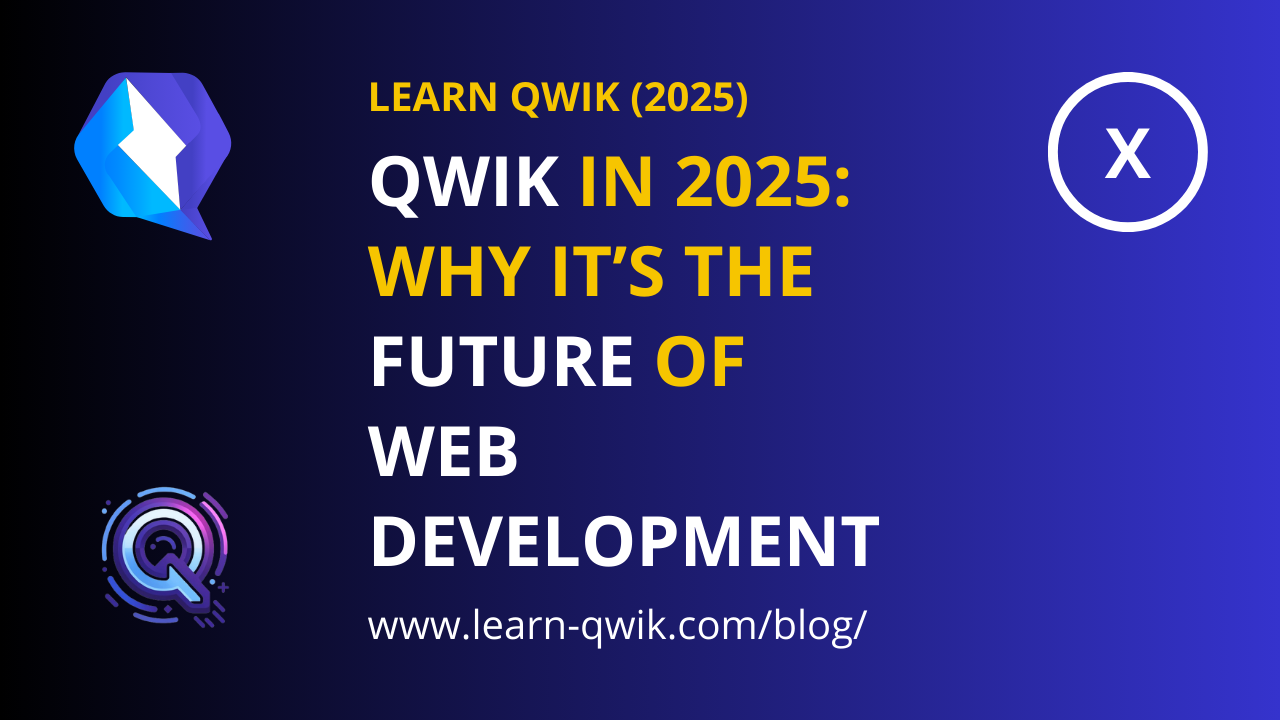 LEARN QWIK (2025)
QWIK IN 2025:
WHY IT’S THE
FUTURE OF
WEB
DEVELOPMENT
www.learn-qwik.com/blog/
X